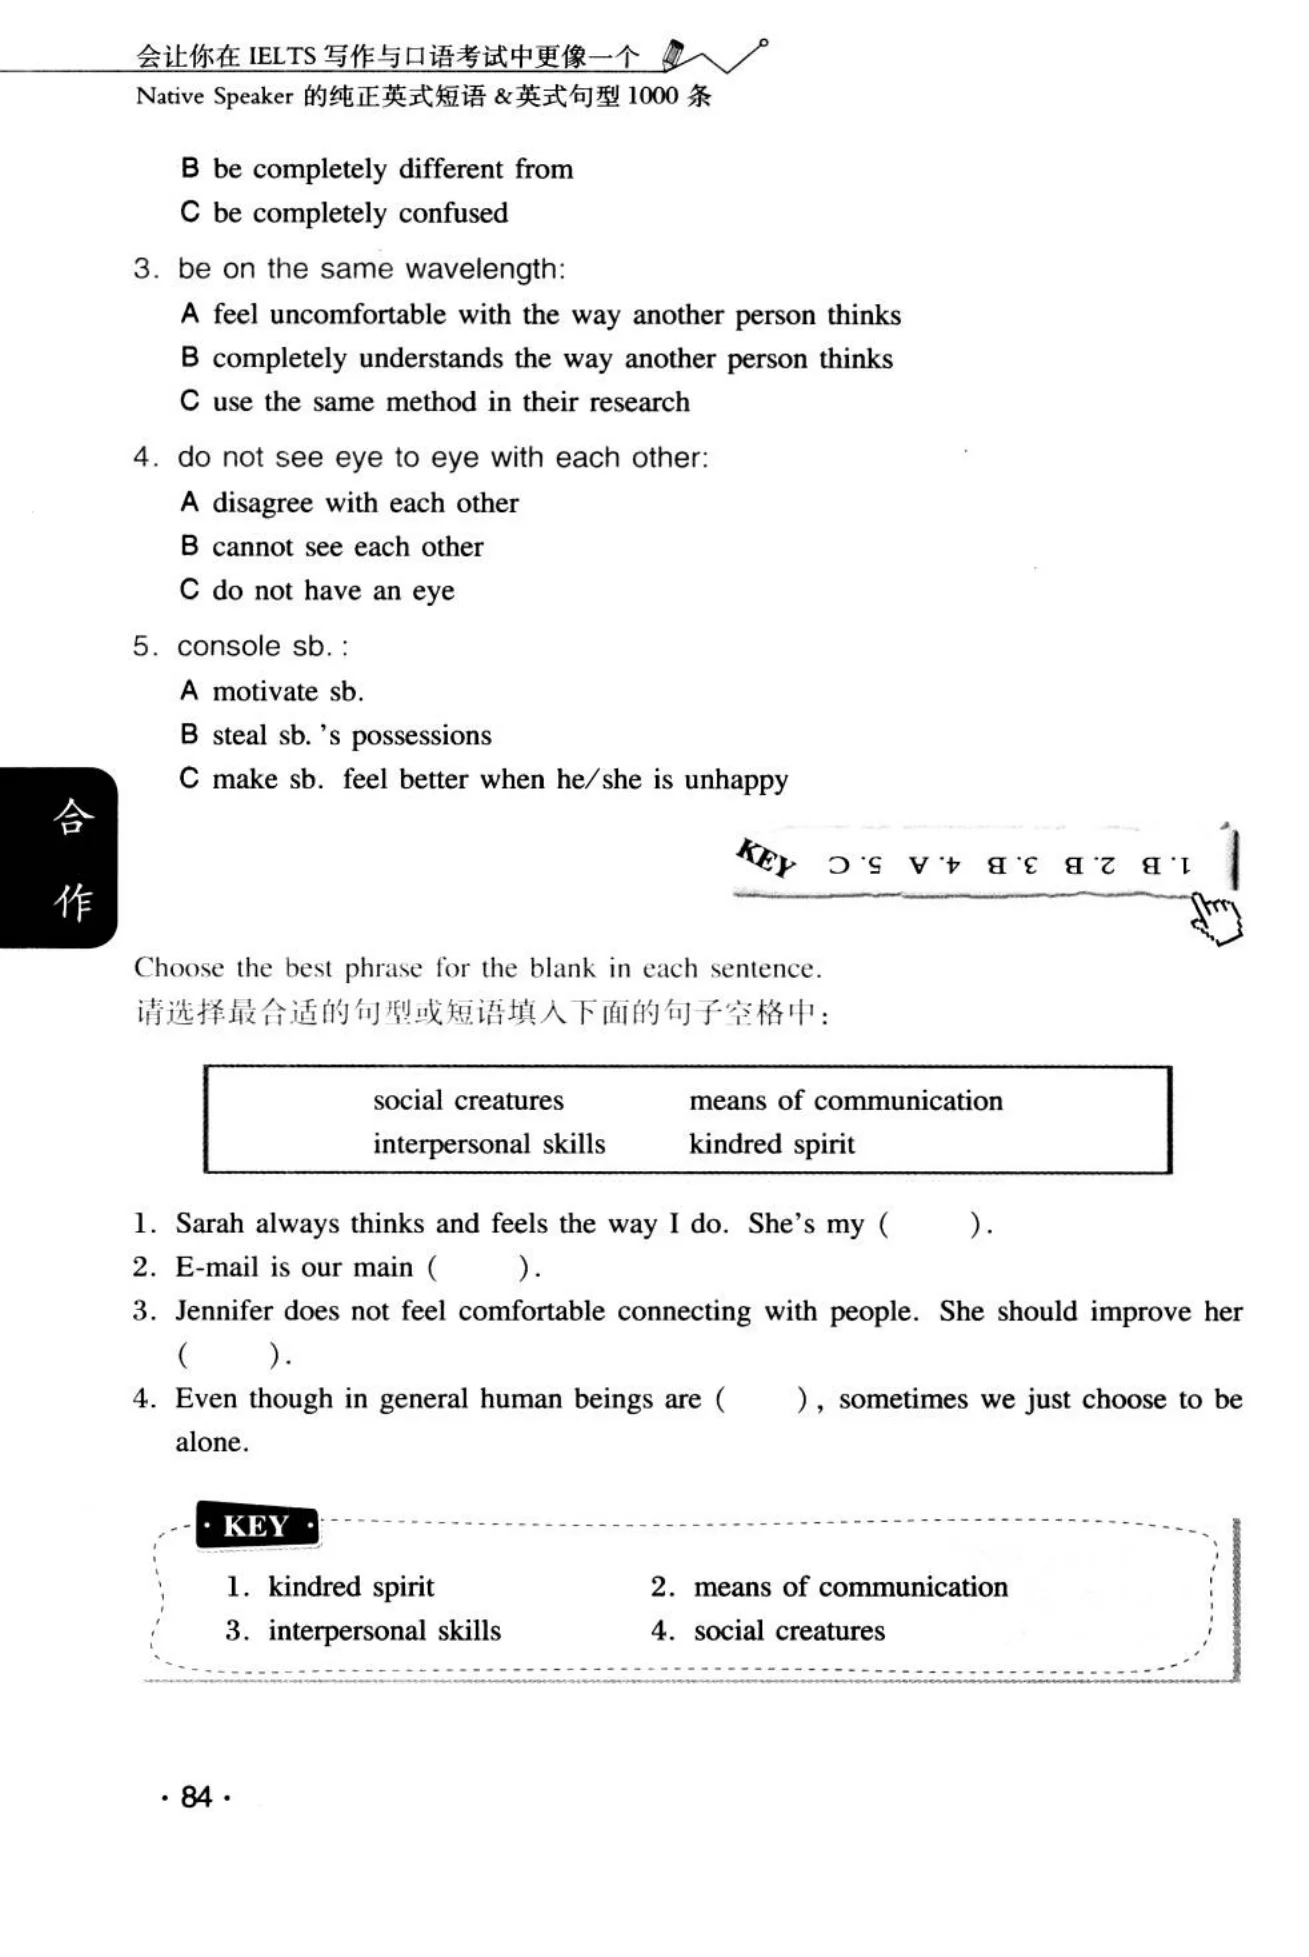 会让你在 IELTS 写作与口语考试中更像一个
Native Speaker 的纯正英式短语 &英式句型 1000 条
B be completely different from
C be completely confused
3. be on the same wavelength:
A feel uncomfortable with the way another person thinks
B completely understands the way another person thinks
C use the same method in their research
4. do not see eye to eye with each other:
A disagree with each other
B cannot see each other
C do not have an eye
5. console sb. :
A motivate sb.
B steal sb. 's possessions
C make sb. feel better when he/she is unhappy
合
作
KEY
1. B 2. B 3. B 4. A 5. C
Choose the best phrase for the blank in each sentence.
请选择最合适的句型或短语填入下面的句子空格中:
social creatures means of communication
interpersonal skills kindred spirit
1. Sarah always thinks and feels the way I do. She's my ( ).
2. E-mail is our main ( ).
3. Jennifer does not feel comfortable connecting with people. She should improve her
( ).
4. Even though in general human beings are ( ), sometimes we just choose to be
alone.
· KEY ·
1. kindred spirit 2. means of communication
3. interpersonal skills 4. social creatures
· 84 ·